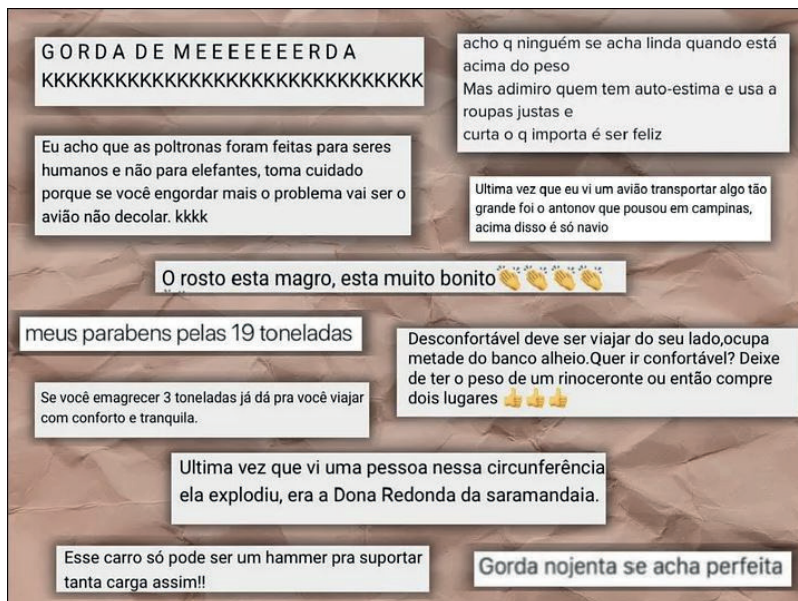 G O R D A D E M E E E E E E E R D A
KKKKKKKKKKKKKKKKKKKKKKKKKKKKKKKK
acho q ninguém se acha linda quando está
acima do peso
Mas adimiro quem tem auto-estima e usa a
roupas justas e
curta o q importa é ser feliz
Eu acho que as poltronas foram feitas para seres
humanos e não para elefantes, toma cuidado
porque se você engordar mais o problema vai ser o
avião não decolar. kkkk
Ultima vez que eu vi um avião transportar algo tão
grande foi o antonov que pousou em campinas,
acima disso é só navio
O rosto esta magro, esta muito bonito👏👏👏👏
meus parabens pelas 19 toneladas
Desconfortável deve ser viajar do seu lado,ocupa
metade do banco alheio.Quer ir confortável? Deixe
de ter o peso de um rinoceronte ou então compre
dois lugares 👍👍👍
Se você emagrecer 3 toneladas já dá pra você viajar
com conforto e tranquila.
Ultima vez que vi uma pessoa nessa circunferência
ela explodiu, era a Dona Redonda da saramandaia.
Esse carro só pode ser um hammer pra suportar
tanta carga assim!!
Gorda nojenta se acha perfeita